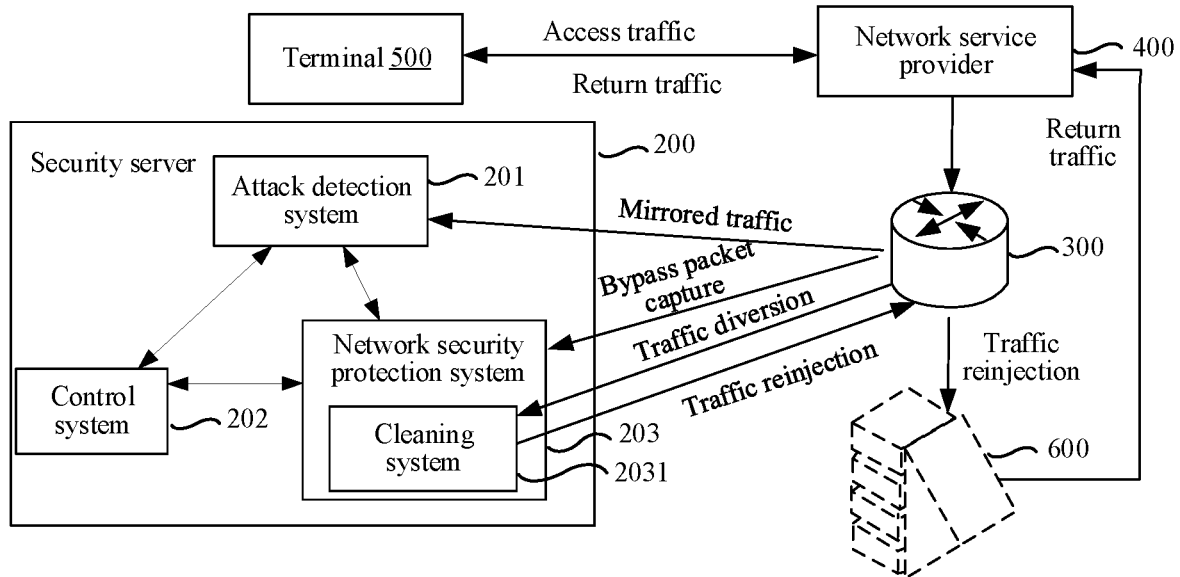 Terminal 500
Access traffic
Return traffic
Network service
provider
400
Return
traffic
Security server
200
Attack detection
system
201
Mirrored traffic
300
Bypass packet
capture
Traffic diversion
Traffic reinjection
Network security
protection system
Control
system
202
Cleaning
system
203
2031
Traffic
reinjection
600